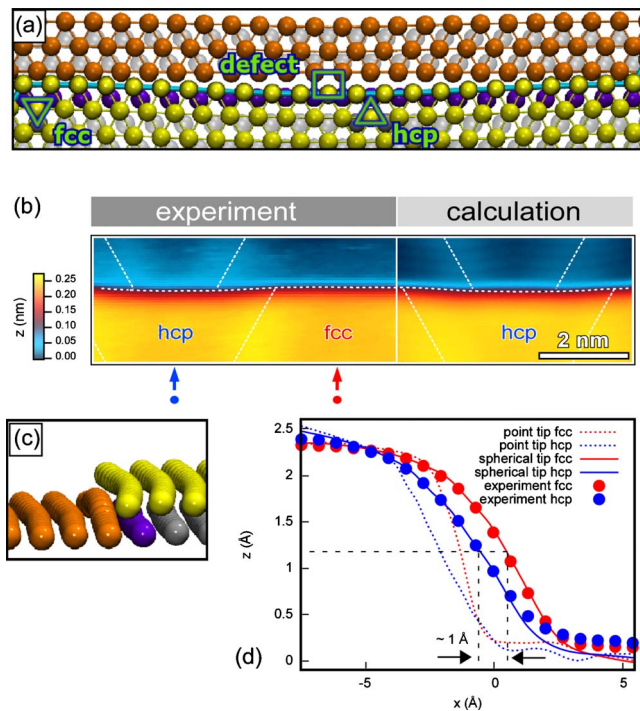 (a)
defect
fcc
hcp
(b)
experiment
calculation
z (nm)
0.25
0.20
0.15
0.10
0.05
0.00
hcp
fcc
hcp
2 nm
(c)
2.5
2
1.5
1
0.5
0
z (Å)
point tip fcc
point tip hcp
spherical tip fcc
spherical tip hcp
experiment fcc
experiment hcp
~ 1 Å
(d)
-5
0
5
x (Å)